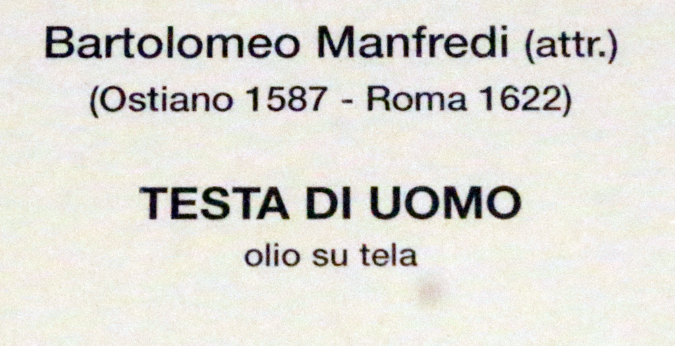 Bartolomeo Manfredi (attr.)
(Ostiano 1587 - Roma 1622)
TESTA DI UOMO
olio su tela